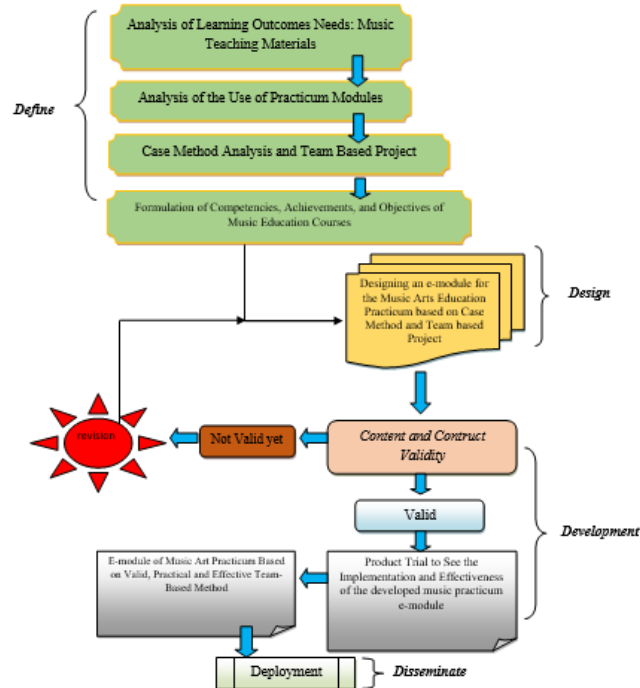 Analysis of Learning Outcomes Needs: Music
Teaching Materials
Define
Analysis of the Use of Practicum Modules
Case Method Analysis and Team Based Project
Formulation of Competencies, Achievements, and Objectives of
Music Education Courses
Designing an e-module for
the Music Arts Education
Practicum based on Case
Method and Team based
Project
Design
revision
Not Valid yet
Content and Contruct
Validity
Valid
Development
E-module of Music Art Practicum Based
on Valid, Practical and Effective Team-
Based Method
Product Trial to See the
Implementation and Effectiveness
of the developed music practicum
e-module
Deployment
Disseminate